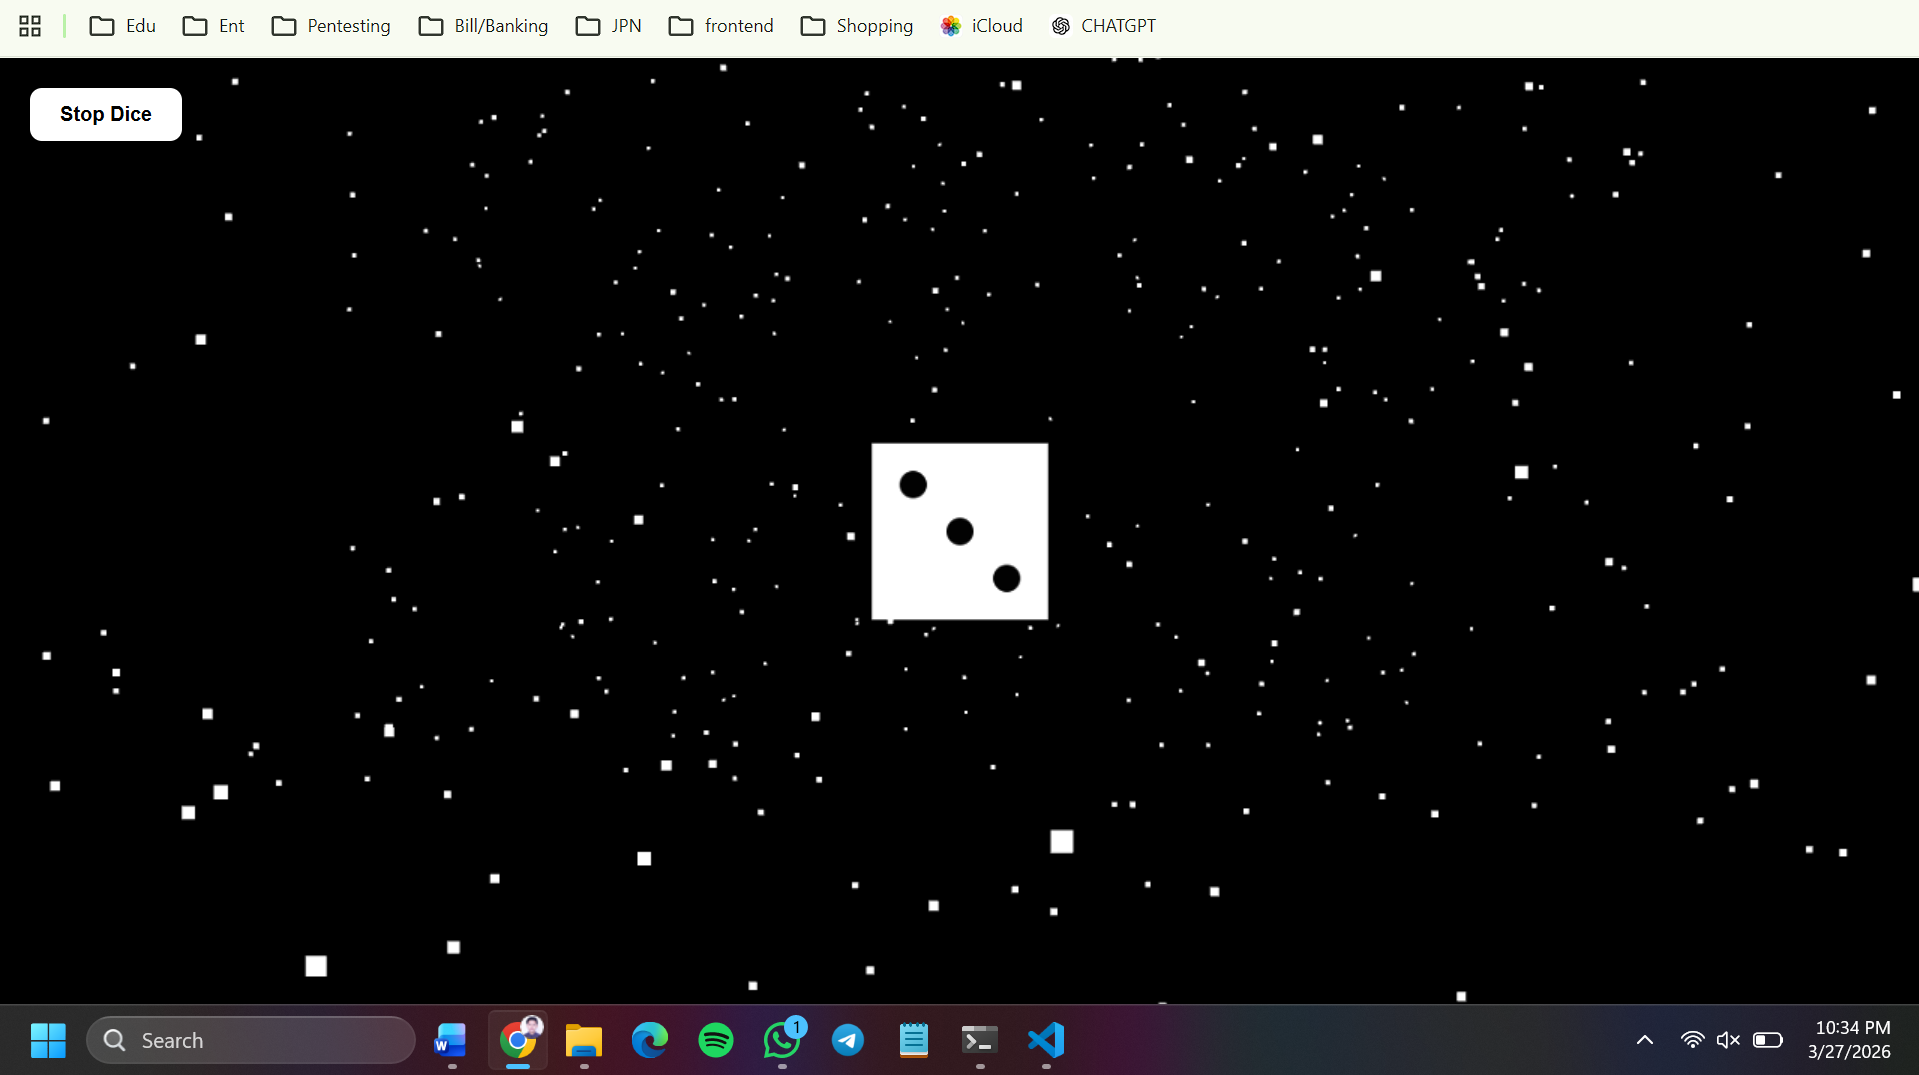 Edu Ent Pentesting Bill/Banking JPN frontend Shopping iCloud CHATGPT
Stop Dice
Search
W
1
10:34 PM
3/27/2026